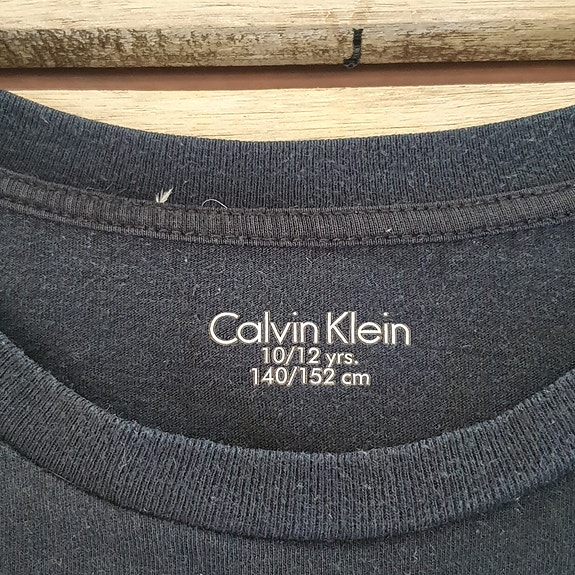 Calvin Klein
10/12 yrs.
140/152 cm